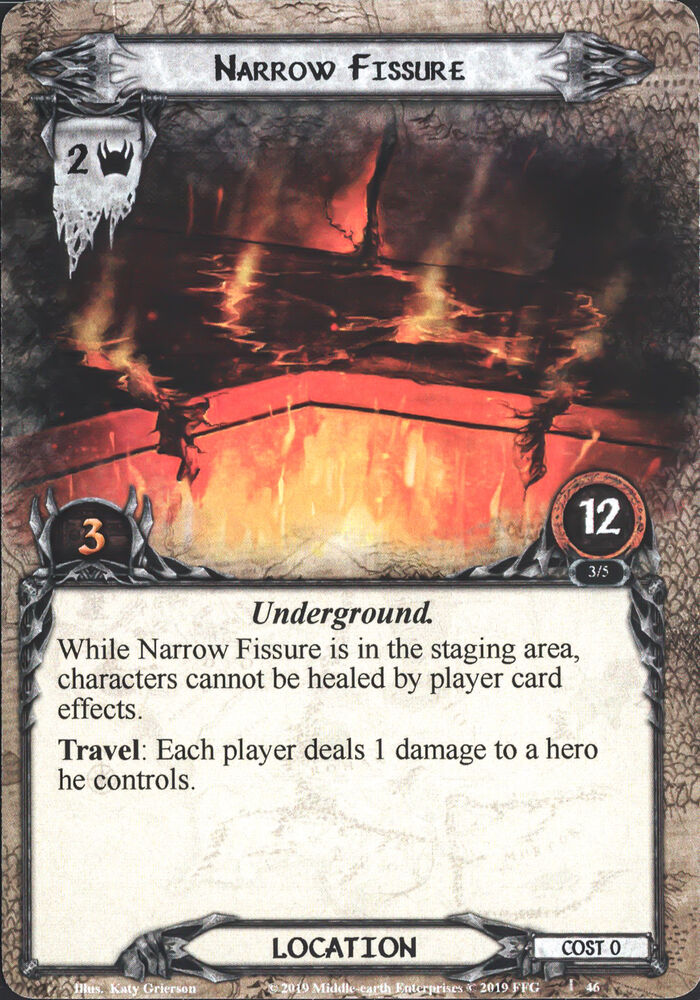 NARROW FISSURE
2
3
12
3/5
Underground.
While Narrow Fissure is in the staging area,
characters cannot be healed by player card
effects.
Travel: Each player deals 1 damage to a hero
he controls.
LOCATION
COST 0
Illus. Katy Grierson © 2019 Middle-earth Enterprises © 2019 FFG 46